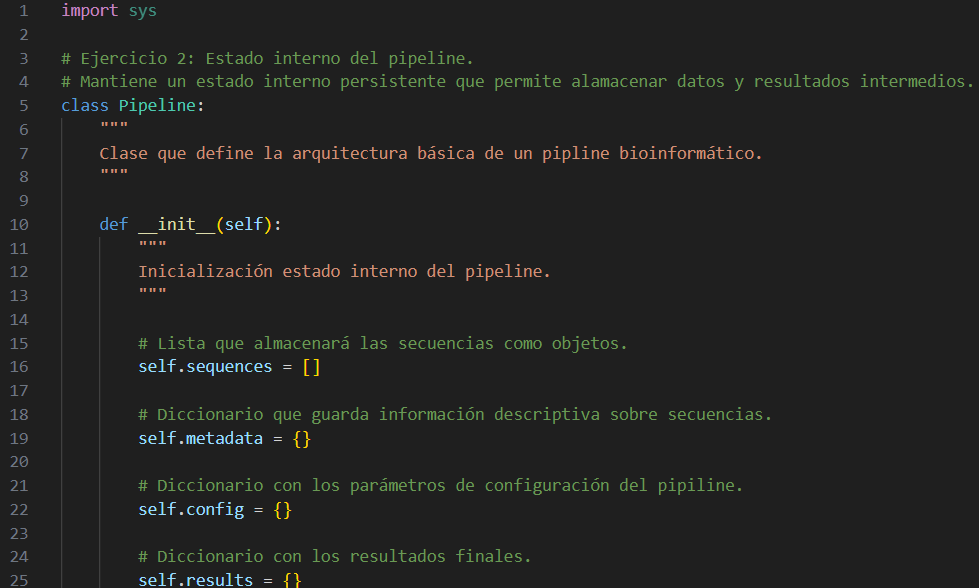 1 import sys
2
3 # Ejercicio 2: Estado interno del pipeline.
4 # Mantiene un estado interno persistente que permite alamacenar datos y resultados intermedios.
5 class Pipeline:
6 """
7 Clase que define la arquitectura básica de un pipline bioinformático.
8 """
9
10 def __init__(self):
11 """
12 Inicialización estado interno del pipeline.
13 """
14
15 # Lista que almacenará las secuencias como objetos.
16 self.sequences = []
17
18 # Diccionario que guarda información descriptiva sobre secuencias.
19 self.metadata = {}
20
21 # Diccionario con los parámetros de configuración del pipiline.
22 self.config = {}
23
24 # Diccionario con los resultados finales.
25 self.results = {}